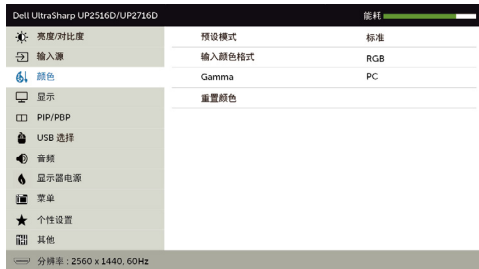 Dell UltraSharp UP2516D/UP2716D 能耗
亮度/对比度 预设模式 标准
输入源 输入颜色格式 RGB
颜色 Gamma PC
显示 重置颜色
PIP/PBP
USB 选择
音频
显示器电源
菜单
个性设置
其他
分辨率 : 2560 x 1440, 60Hz